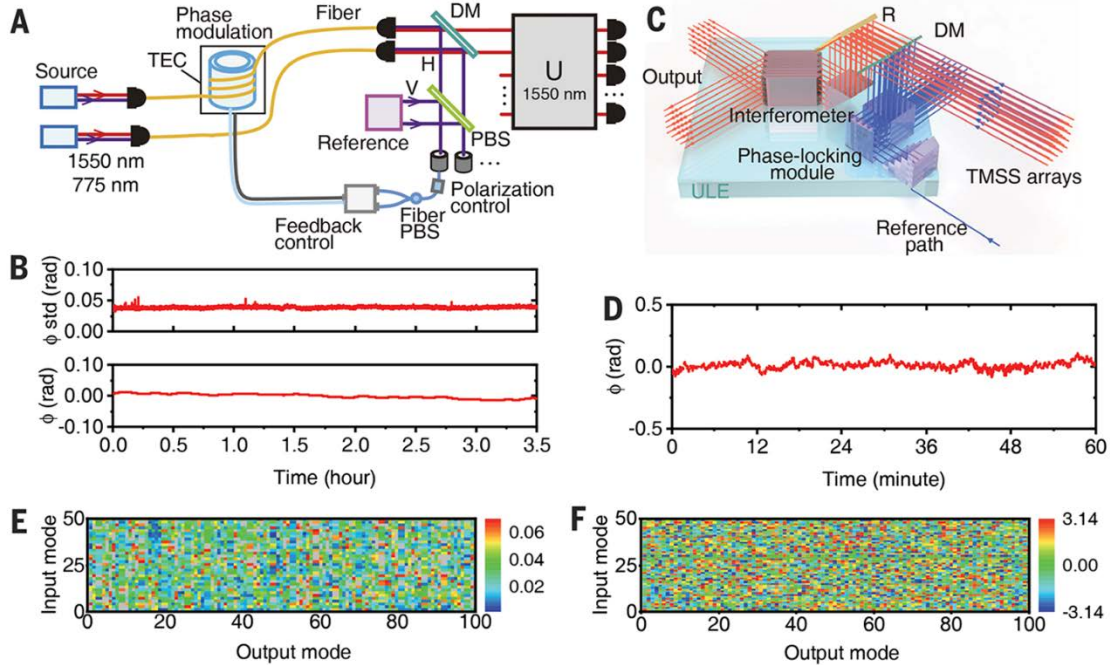 A
Phase
modulation
TEC
Fiber
DM
Source
H
V
U
1550 nm
Reference
PBS
1550 nm
775 nm
Feedback
control
Fiber
PBS
Polarization
control
C
R
DM
Output
Interferometer
Phase-locking
module
ULE
TMSS arrays
Reference
path
B
ϕ std (rad)
0.10
0.05
0.00
ϕ (rad)
0.10
0.00
-0.10
0.0 0.5 1.0 1.5 2.0 2.5 3.0 3.5
Time (hour)
D
ϕ (rad)
0.5
0.0
-0.5
0 12 24 36 48 60
Time (minute)
E
Input mode
50
25
0
0 20 40 60 80 100
Output mode
0.06
0.04
0.02
F
Input mode
50
25
0
0 20 40 60 80 100
Output mode
3.14
0.00
-3.14